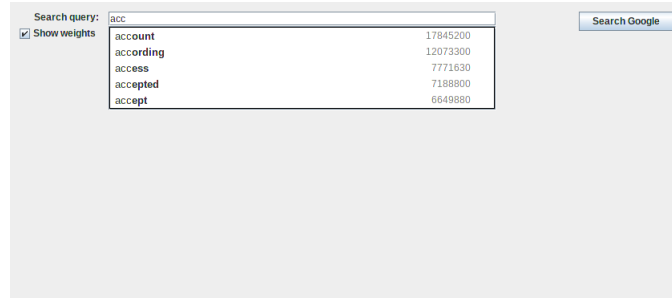 Search query: acc Search Google
Show weights
account 17845200
according 12073300
access 7771630
accepted 7188800
accept 6649880